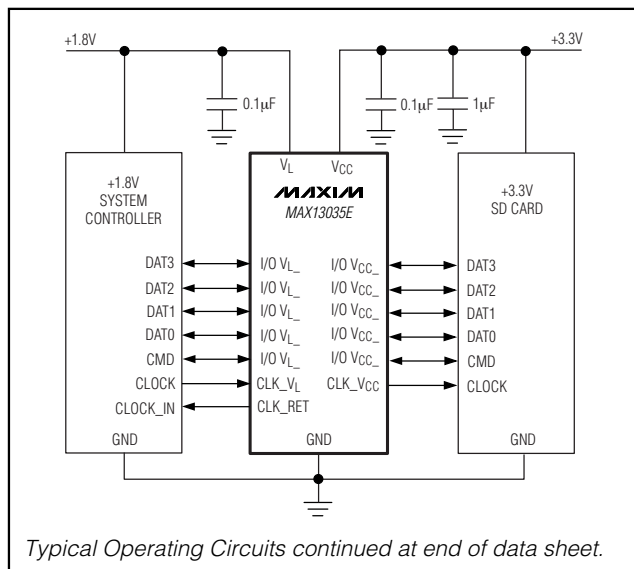 +1.8V
+3.3V
0.1µF
0.1µF
1µF
VL
VCC
MAXIM
MAX13035E
+1.8V
SYSTEM
CONTROLLER
DAT3
DAT2
DAT1
DAT0
CMD
CLOCK
CLOCK_IN
GND
I/O VL_
I/O VL_
I/O VL_
I/O VL_
I/O VL_
CLK_VL
CLK_RET
I/O VCC_
I/O VCC_
I/O VCC_
I/O VCC_
I/O VCC_
CLK_VCC
GND
+3.3V
SD CARD
DAT3
DAT2
DAT1
DAT0
CMD
CLOCK
GND
Typical Operating Circuits continued at end of data sheet.